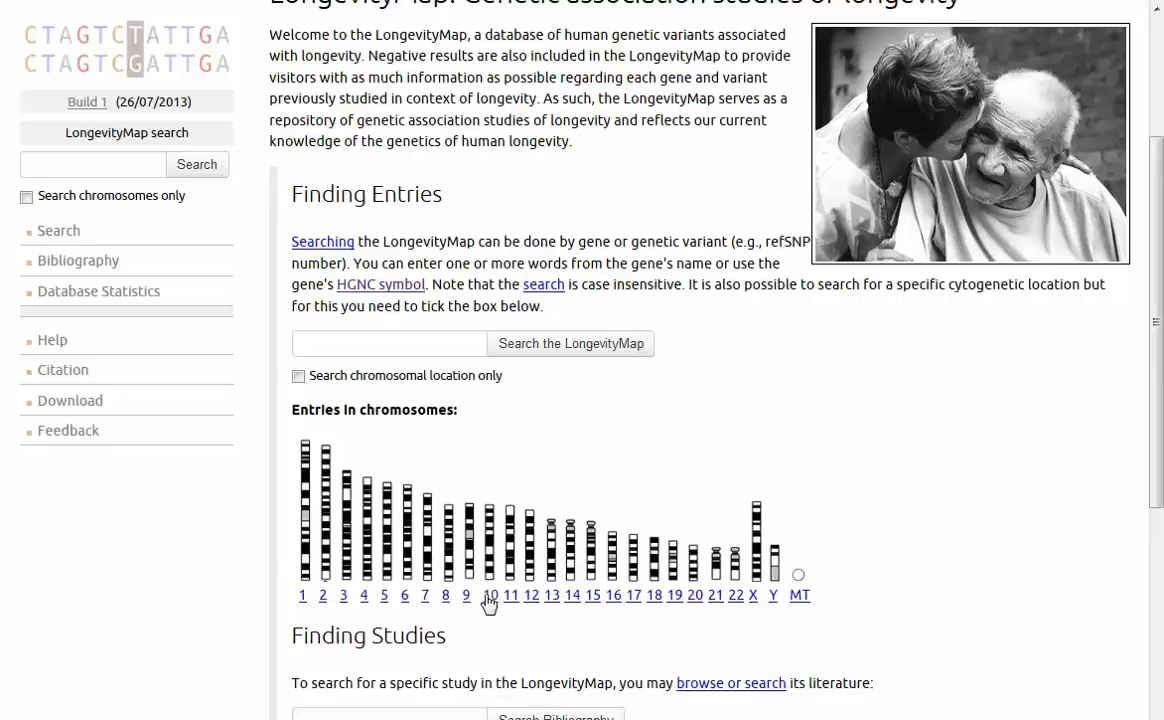 LongevityMap: Genetic association studies of longevity
CTAGTCTATTGA
CTAGTCGATTGA
Build 1 (26/07/2013)
LongevityMap search
Search
Search chromosomes only
Search
Bibliography
Database Statistics
Help
Citation
Download
Feedback
Welcome to the LongevityMap, a database of human genetic variants associated
with longevity. Negative results are also included in the LongevityMap to provide
visitors with as much information as possible regarding each gene and variant
previously studied in context of longevity. As such, the LongevityMap serves as a
repository of genetic association studies of longevity and reflects our current
knowledge of the genetics of human longevity.
Finding Entries
Searching the LongevityMap can be done by gene or genetic variant (e.g., refSNP
number). You can enter one or more words from the gene's name or use the
gene's HGNC symbol. Note that the search is case insensitive. It is also possible to search for a specific cytogenetic location but
for this you need to tick the box below.
Search the LongevityMap
Search chromosomal location only
Entries in chromosomes:
1 2 3 4 5 6 7 8 9 10 11 12 13 14 15 16 17 18 19 20 21 22 X Y MT
Finding Studies
To search for a specific study in the LongevityMap, you may browse or search its literature:
Search Bibliography